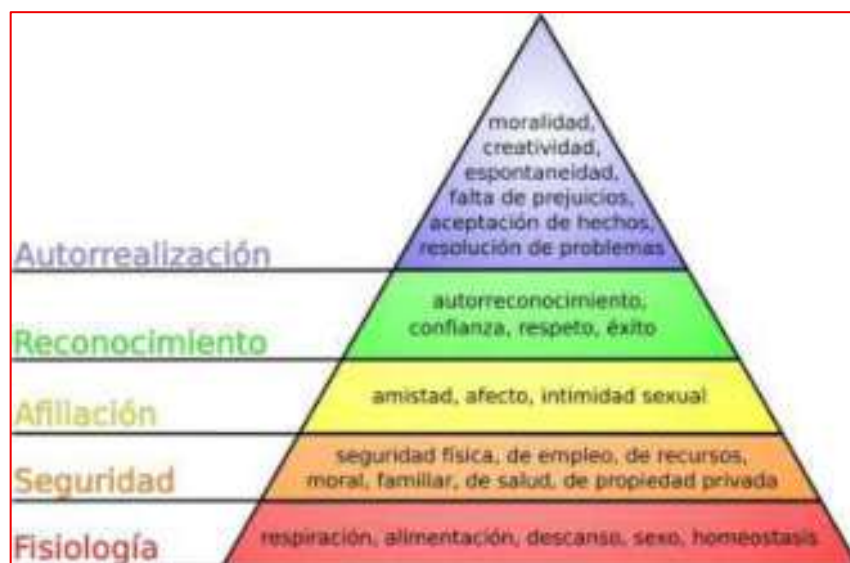 moralidad,
creatividad,
espontaneidad,
falta de prejuicios,
aceptación de hechos,
resolución de problemas
Autorrealización
autorreconocimiento,
confianza, respeto, éxito
Reconocimiento
amistad, afecto, intimidad sexual
Afiliación
seguridad física, de empleo, de recursos,
moral, familiar, de salud, de propiedad privada
Seguridad
respiración, alimentación, descanso, sexo, homeostasis
Fisiología